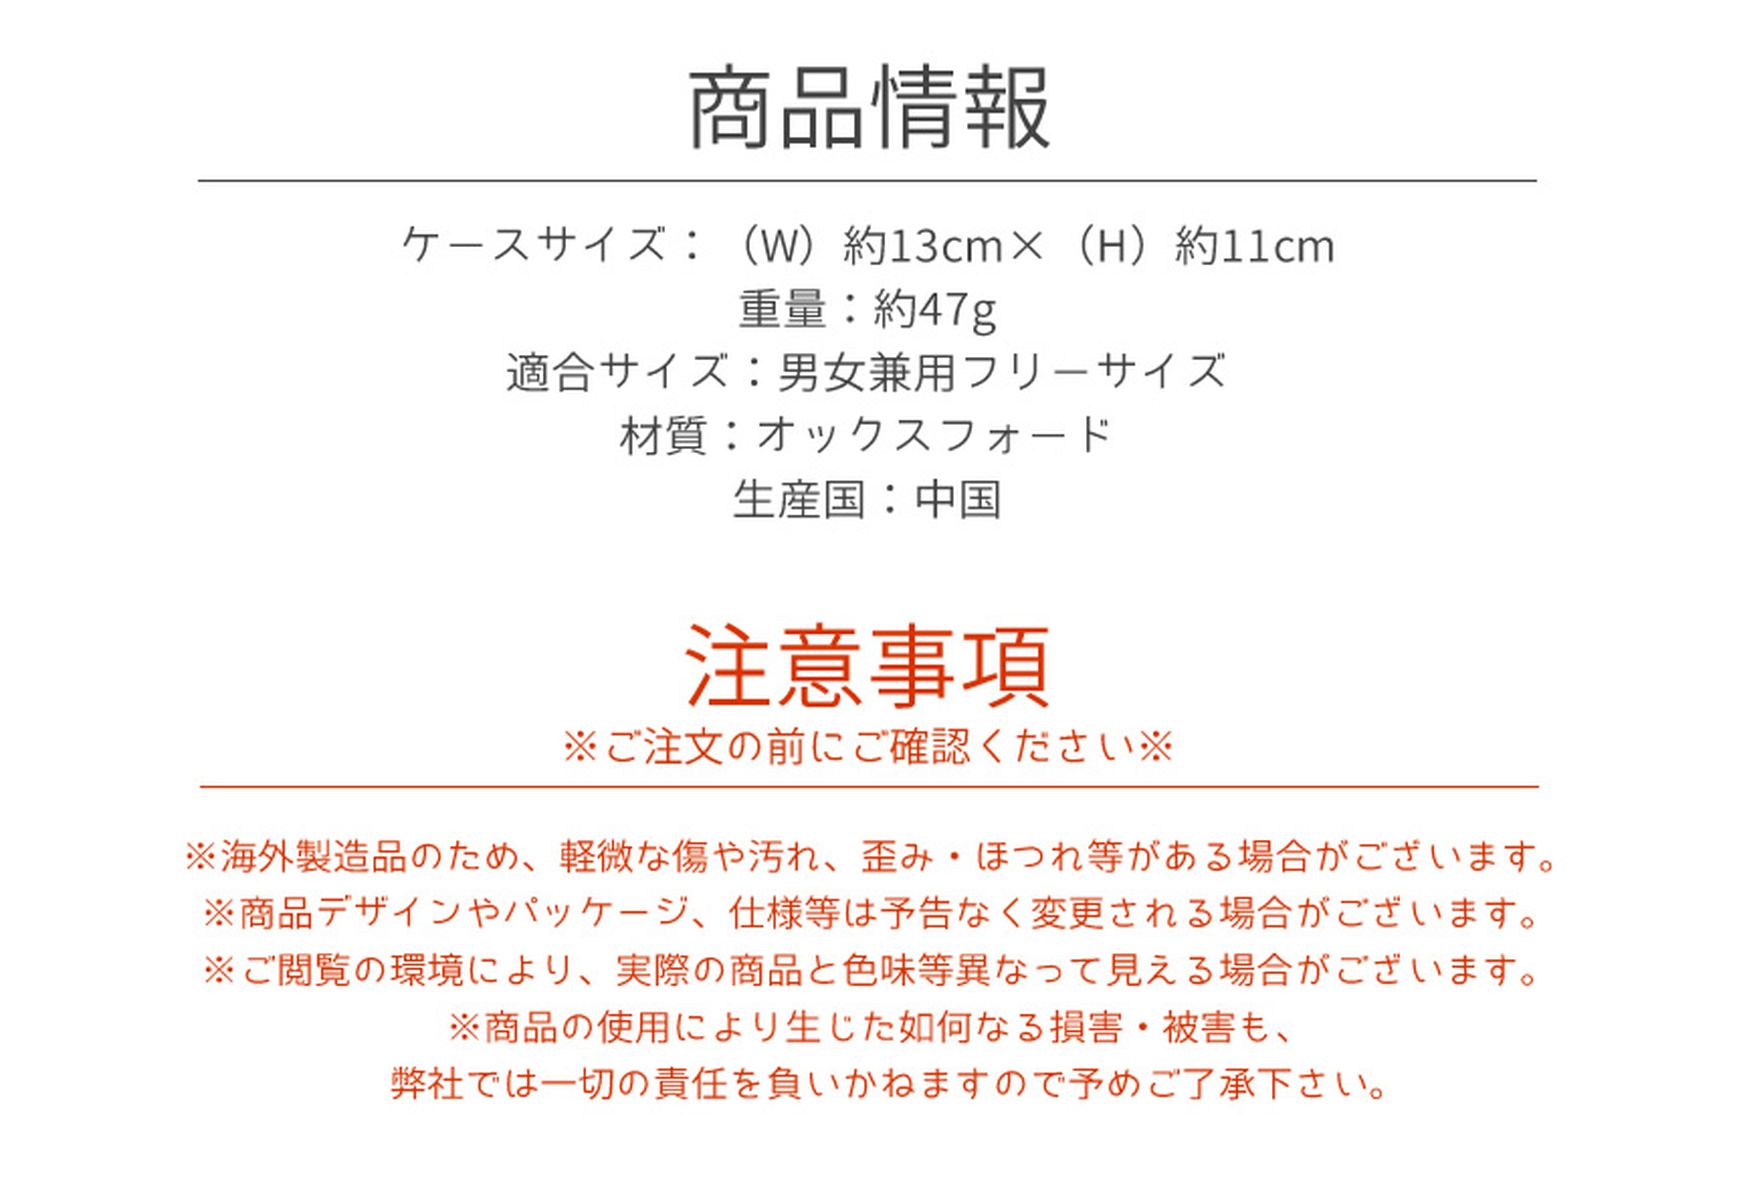 商品情報
ケースサイズ：（W）約13cm×（H）約11cm
重量：約47g
適合サイズ：男女兼用フリーサイズ
材質：オックスフォード
生産国：中国
注意事項
※ご注文の前にご確認ください※
※海外製造品のため、軽微な傷や汚れ、歪み・ほつれ等がある場合がございます。
※商品デザインやパッケージ、仕様等は予告なく変更される場合がございます。
※ご閲覧の環境により、実際の商品と色味等異なって見える場合がございます。
※商品の使用により生じた如何なる損害・被害も、
弊社では一切の責任を負いかねますので予めご了承下さい。